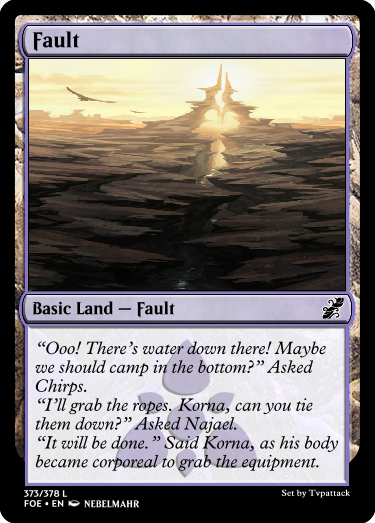 Fault
Basic Land — Fault
“Ooo! There’s water down there! Maybe
we should camp in the bottom?” Asked
Chirps.
“I’ll grab the ropes. Korna, can you tie
them down?” Asked Najael.
“It will be done.” Said Korna, as his body
became corporeal to grab the equipment.
373/378 L
FOE • EN NEBELMAHR
Set by Tvpattack